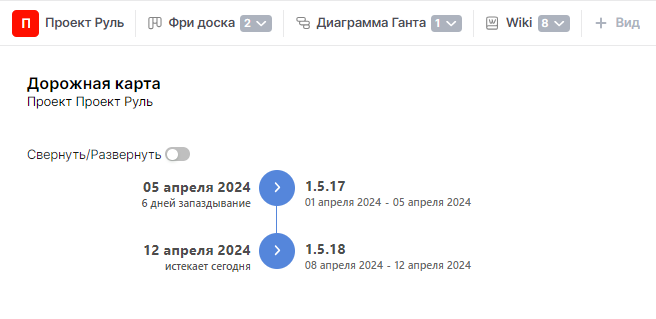 П Проект Руль Фри доска 2 Диаграмма Ганта 1 Wiki 8 + Вид
Дорожная карта
Проект Проект Руль
Свернуть/Развернуть
05 апреля 2024 1.5.17
6 дней запаздывание 01 апреля 2024 - 05 апреля 2024
12 апреля 2024 1.5.18
истекает сегодня 08 апреля 2024 - 12 апреля 2024